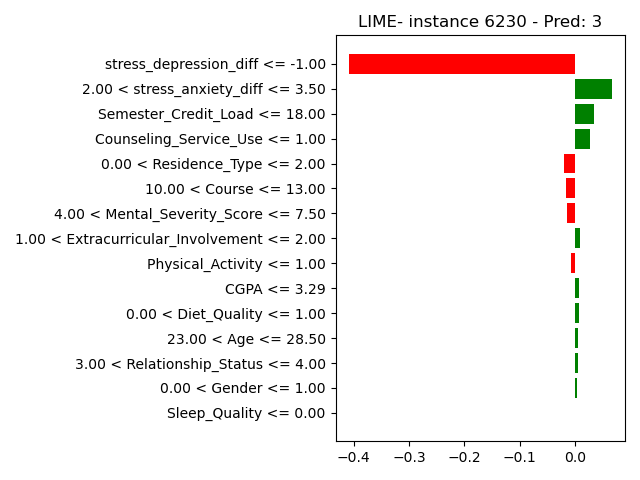 LIME- instance 6230 - Pred: 3
stress_depression_diff <= -1.00
2.00 < stress_anxiety_diff <= 3.50
Semester_Credit_Load <= 18.00
Counseling_Service_Use <= 1.00
0.00 < Residence_Type <= 2.00
10.00 < Course <= 13.00
4.00 < Mental_Severity_Score <= 7.50
1.00 < Extracurricular_Involvement <= 2.00
Physical_Activity <= 1.00
CGPA <= 3.29
0.00 < Diet_Quality <= 1.00
23.00 < Age <= 28.50
3.00 < Relationship_Status <= 4.00
0.00 < Gender <= 1.00
Sleep_Quality <= 0.00
−0.4 −0.3 −0.2 −0.1 0.0